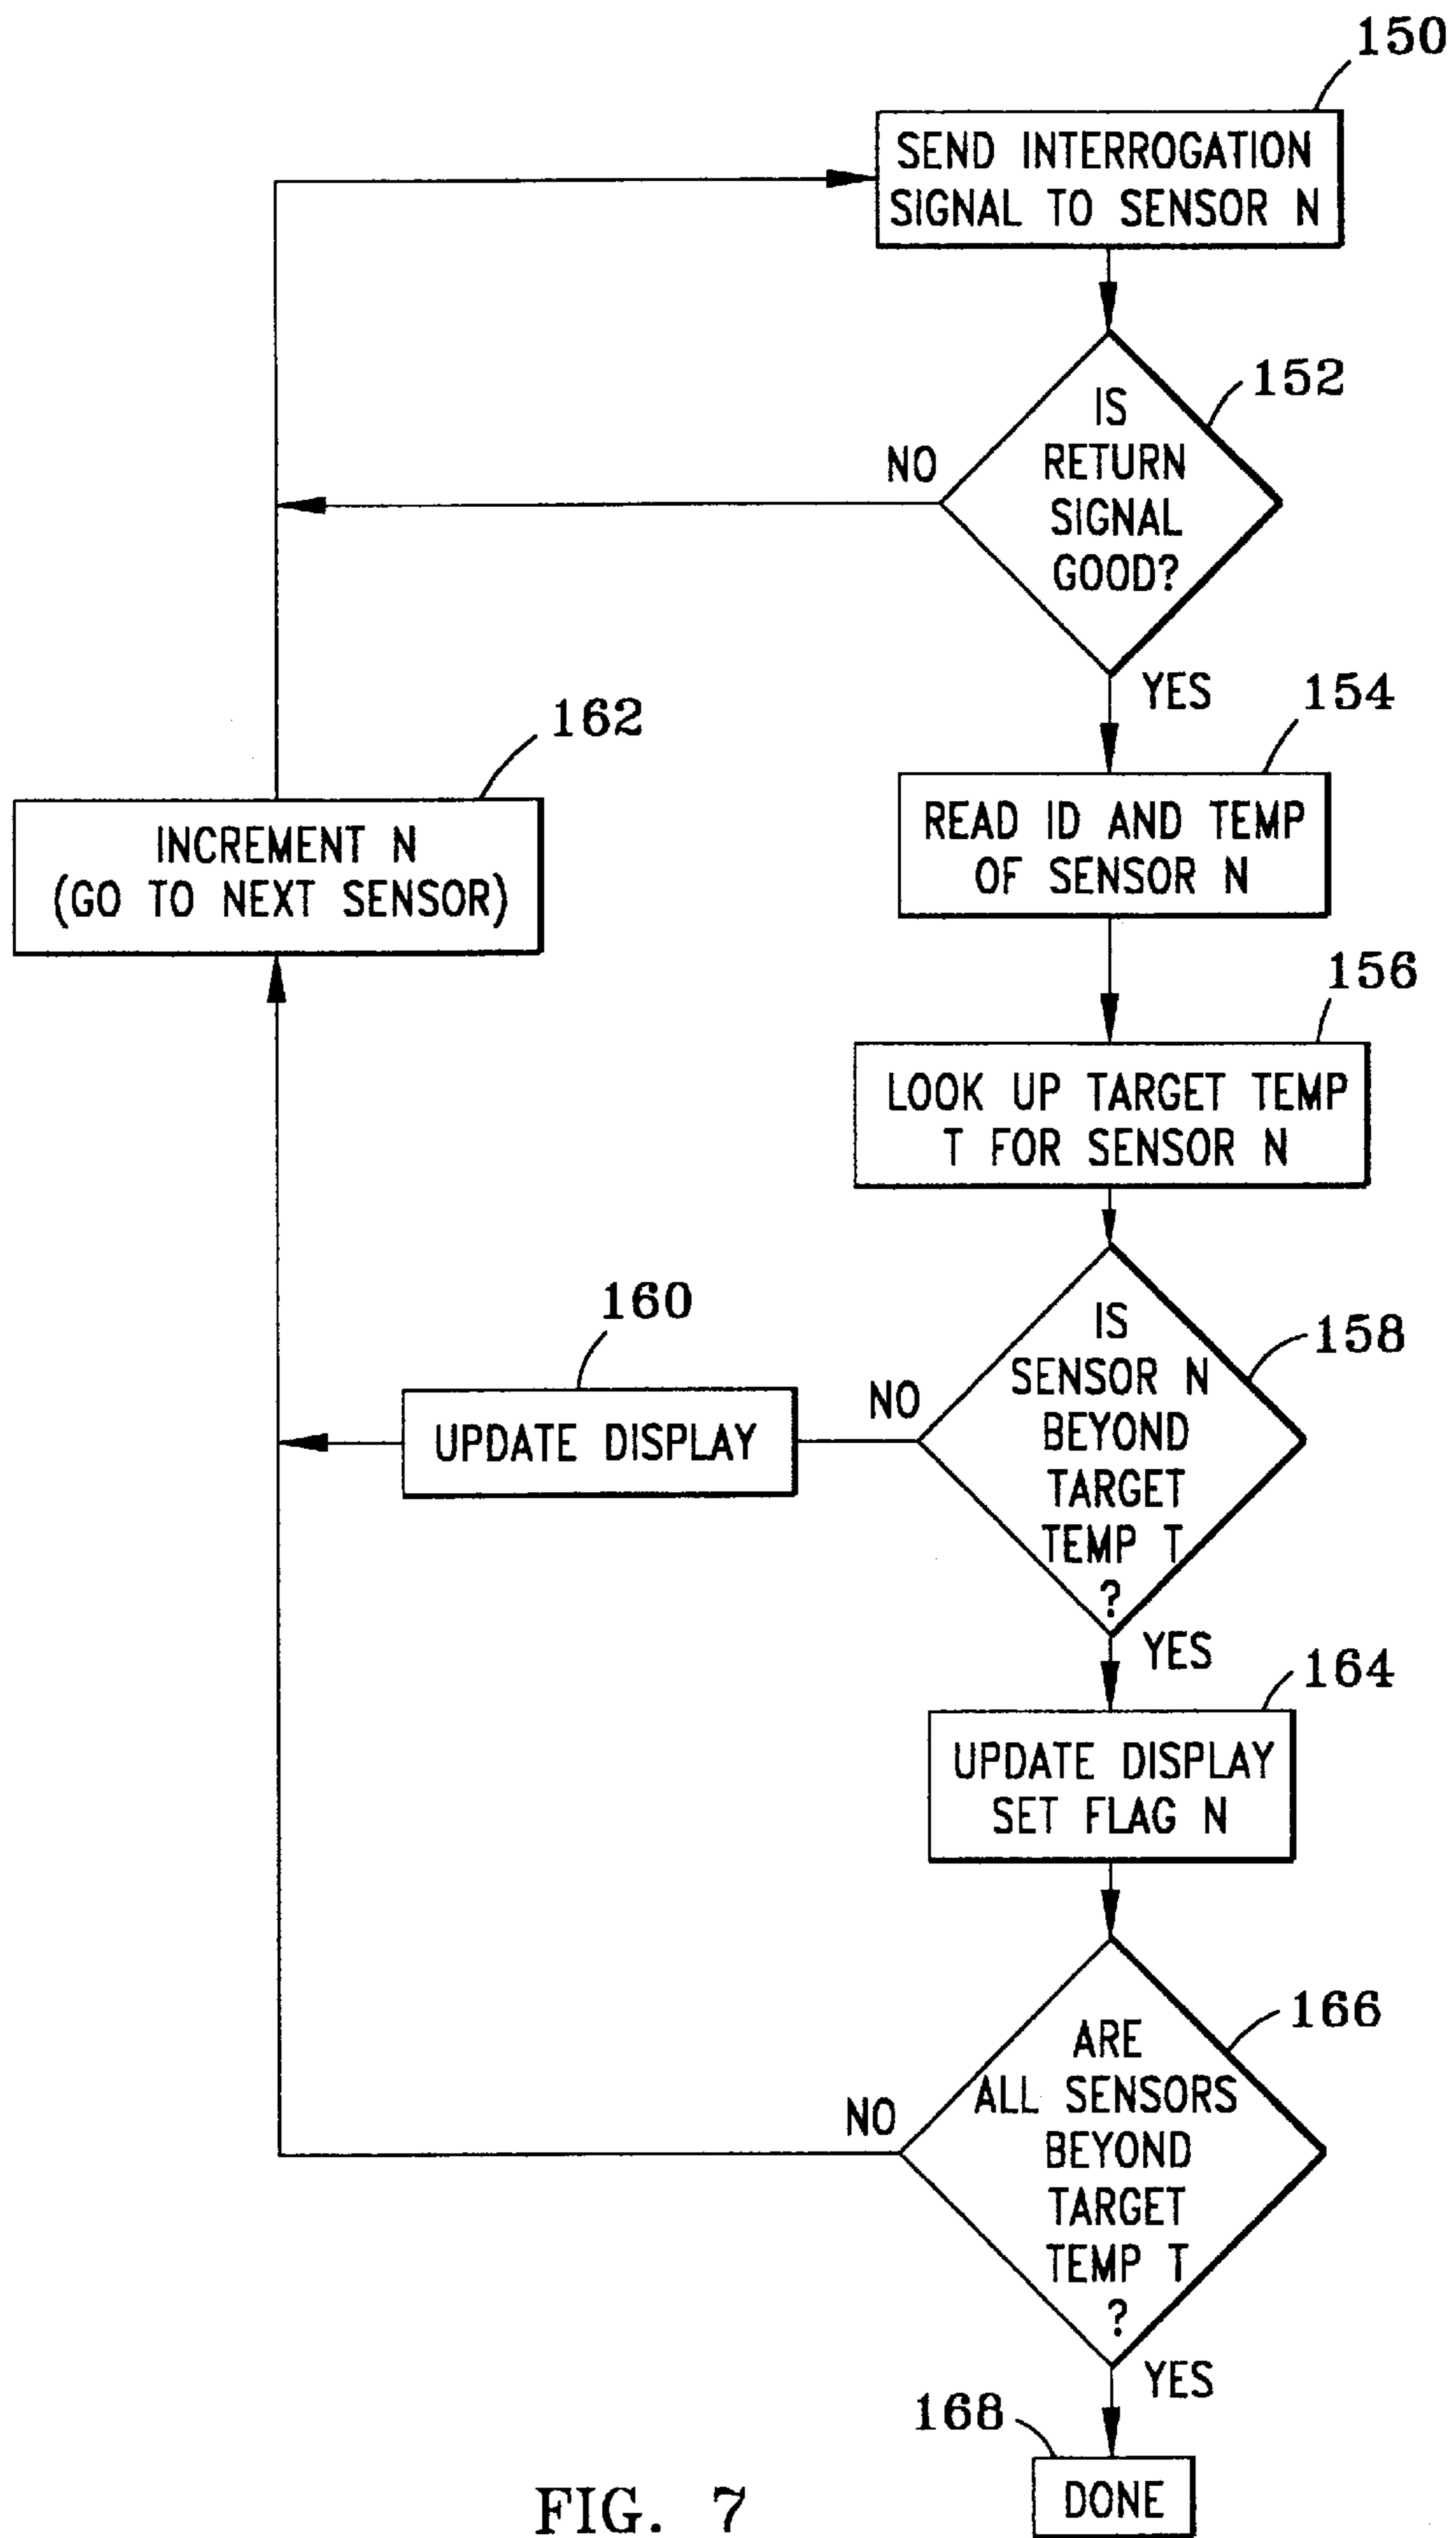 150
SEND INTERROGATION
SIGNAL TO SENSOR N
152
IS
RETURN
SIGNAL
GOOD?
NO
YES
154
READ ID AND TEMP
OF SENSOR N
162
INCREMENT N
(GO TO NEXT SENSOR)
156
LOOK UP TARGET TEMP
T FOR SENSOR N
158
IS
SENSOR N
BEYOND
TARGET
TEMP T
?
NO
160
UPDATE DISPLAY
YES
164
UPDATE DISPLAY
SET FLAG N
166
ARE
ALL SENSORS
BEYOND
TARGET
TEMP T
?
NO
YES
168
DONE
FIG. 7